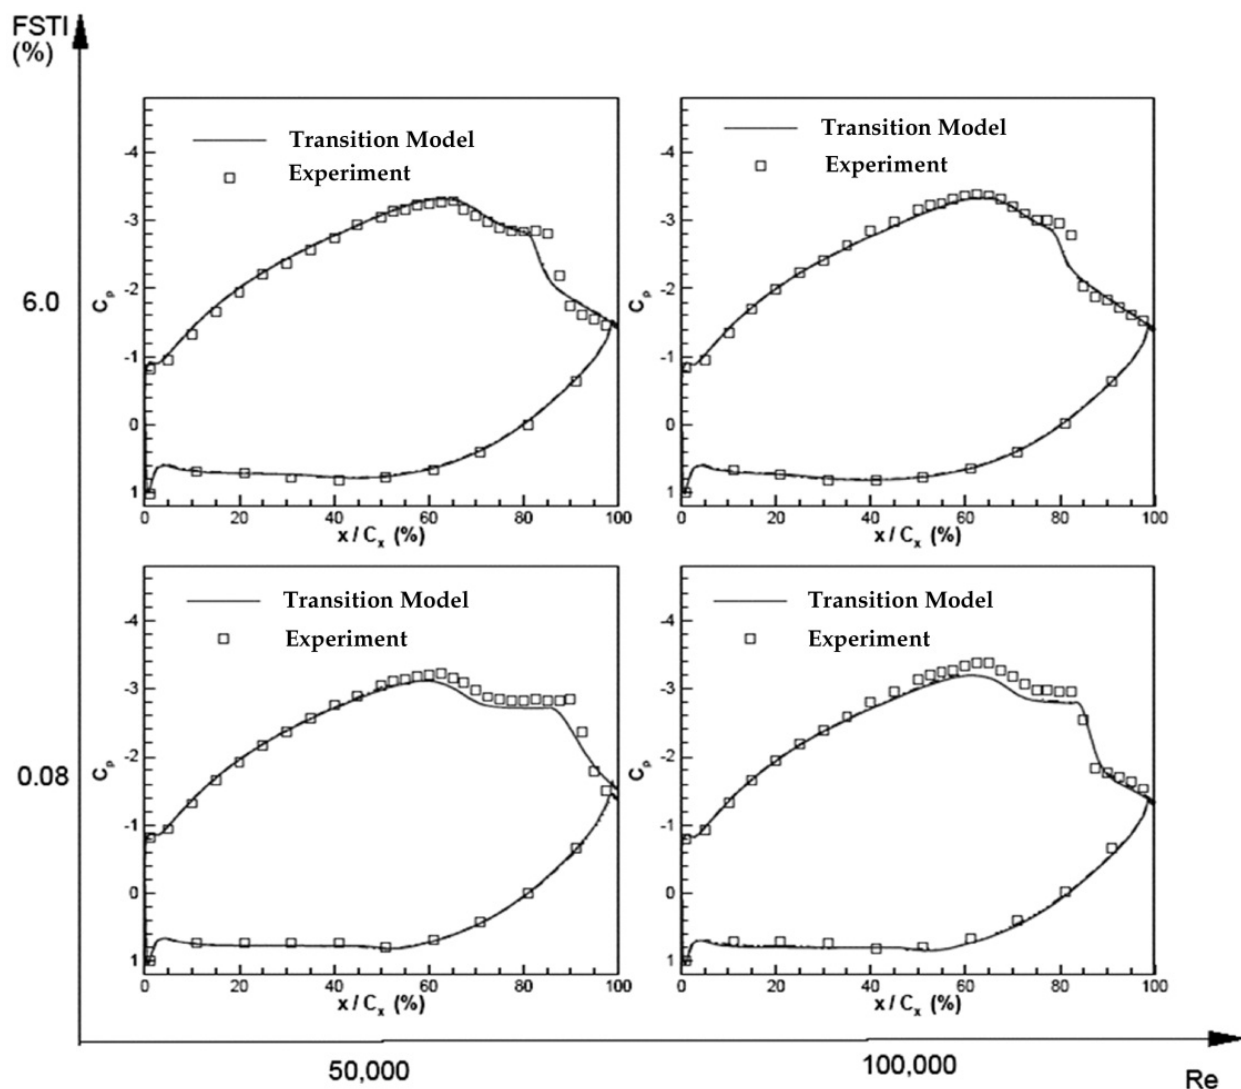 FSTI
(%)
Transition Model
Experiment
-4
-3
-2
-1
0
1
Cp
0 20 40 60 80 100
x / Cx (%)
Transition Model
Experiment
-4
-3
-2
-1
0
1
Cp
0 20 40 60 80 100
x / Cx (%)
6.0
Transition Model
Experiment
-4
-3
-2
-1
0
1
Cp
0 20 40 60 80 100
x / Cx (%)
Transition Model
Experiment
-4
-3
-2
-1
0
1
Cp
0 20 40 60 80 100
x / Cx (%)
0.08
50,000
100,000
Re